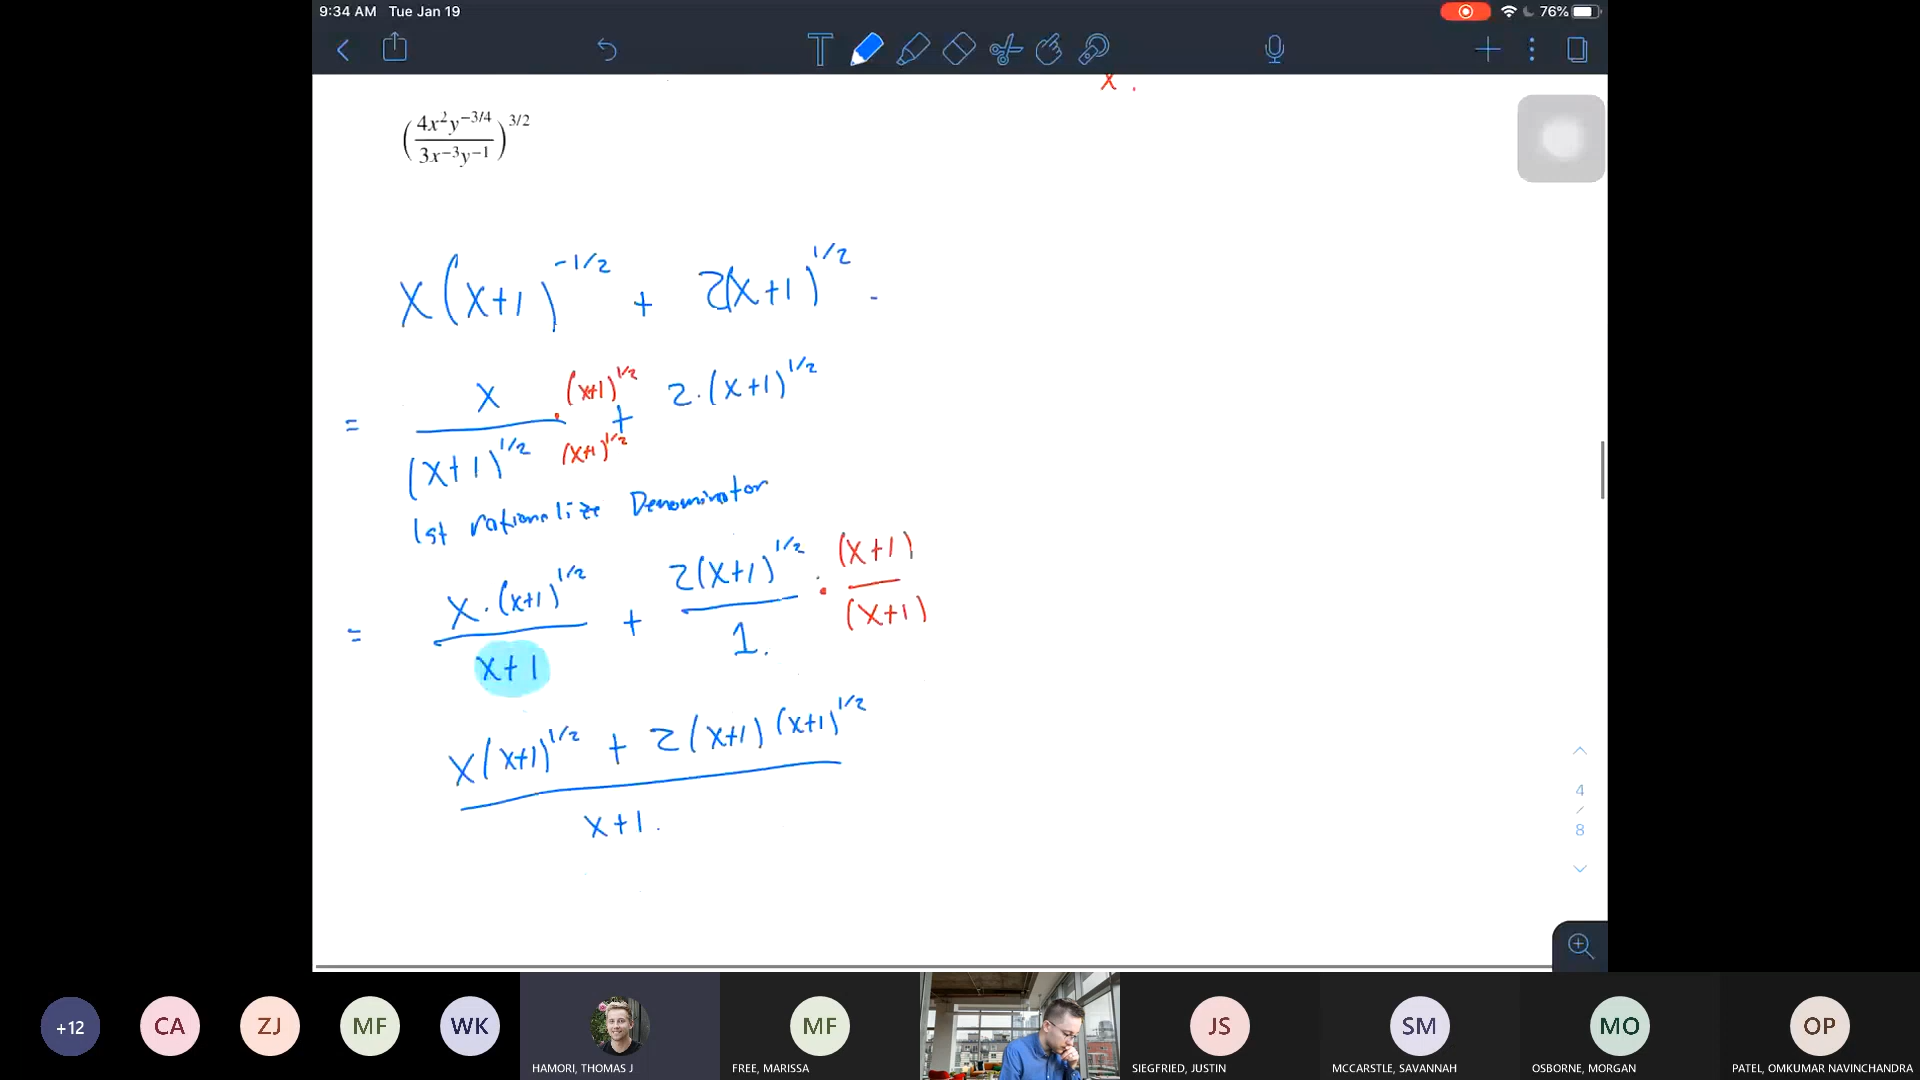 9:34 AM Tue Jan 19
76%
x .
(4x²y⁻³/⁴ / 3x⁻³y⁻¹)^3/2
x(x+1)^-1/2 + 2(x+1)^1/2 .
= x / (x+1)^1/2 · (x+1)^1/2 / (x+1)^1/2 + 2·(x+1)^1/2
1st rationalize Denominator
= x·(x+1)^1/2 / x+1 + 2(x+1)^1/2 / 1. · (x+1) / (x+1)
x(x+1)^1/2 + 2(x+1)(x+1)^1/2 / x+1.
4
/
8
+12
CA
ZJ
MF
WK
HAMORI, THOMAS J
MF
FREE, MARISSA
JS
SIEGFRIED, JUSTIN
SM
MCCARSTLE, SAVANNAH
MO
OSBORNE, MORGAN
OP
PATEL, OMKUMAR NAVINCHANDRA